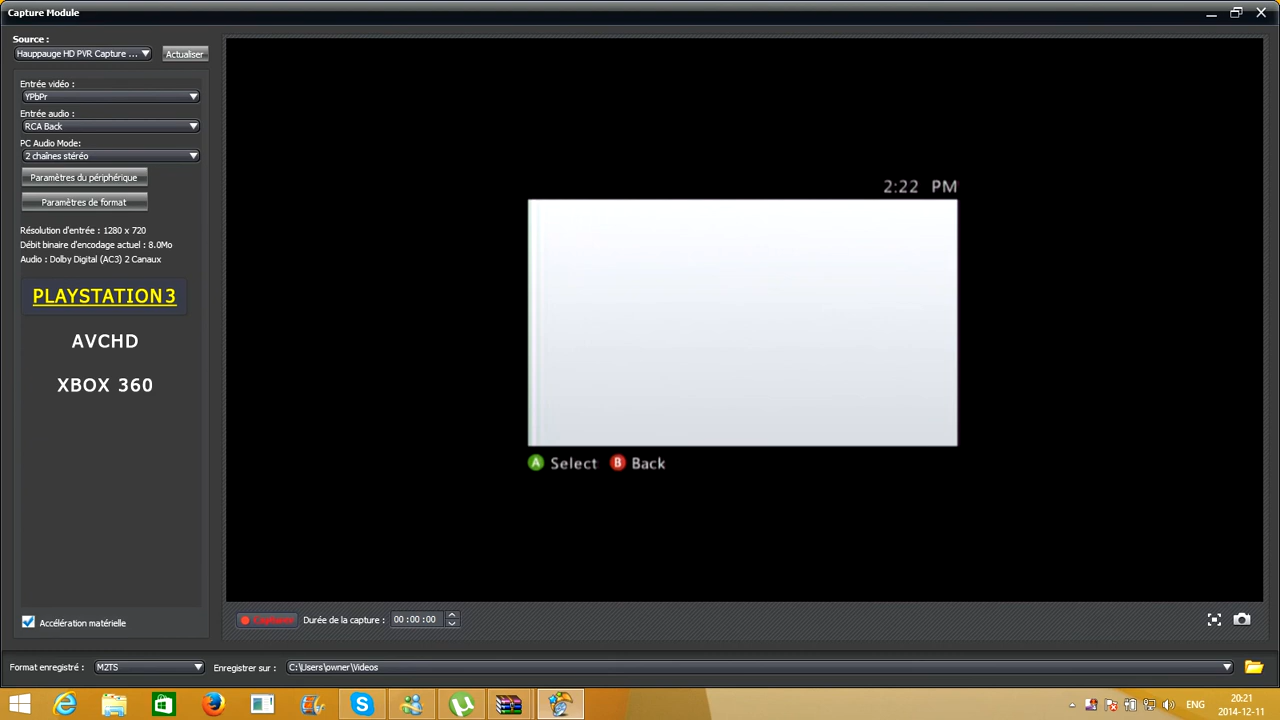 Capture Module
Source :
Hauppauge HD PVR Capture ...
Actualiser
Entrée vidéo :
YPbPr
Entrée audio :
RCA Back
PC Audio Mode:
2 chaînes stéréo
Paramètres du périphérique
Paramètres de format
Résolution d'entrée : 1280 x 720
Débit binaire d'encodage actuel : 8.0Mo
Audio : Dolby Digital (AC3) 2 Canaux
PLAYSTATION3
AVCHD
XBOX 360
Accélération matérielle
2:22 PM
A Select B Back
Capturer Durée de la capture : 00 :00 : 00
Format enregistré : M2TS Enregistrer sur : C:\Users\owner\Videos
ENG
20:21
2014-12-11